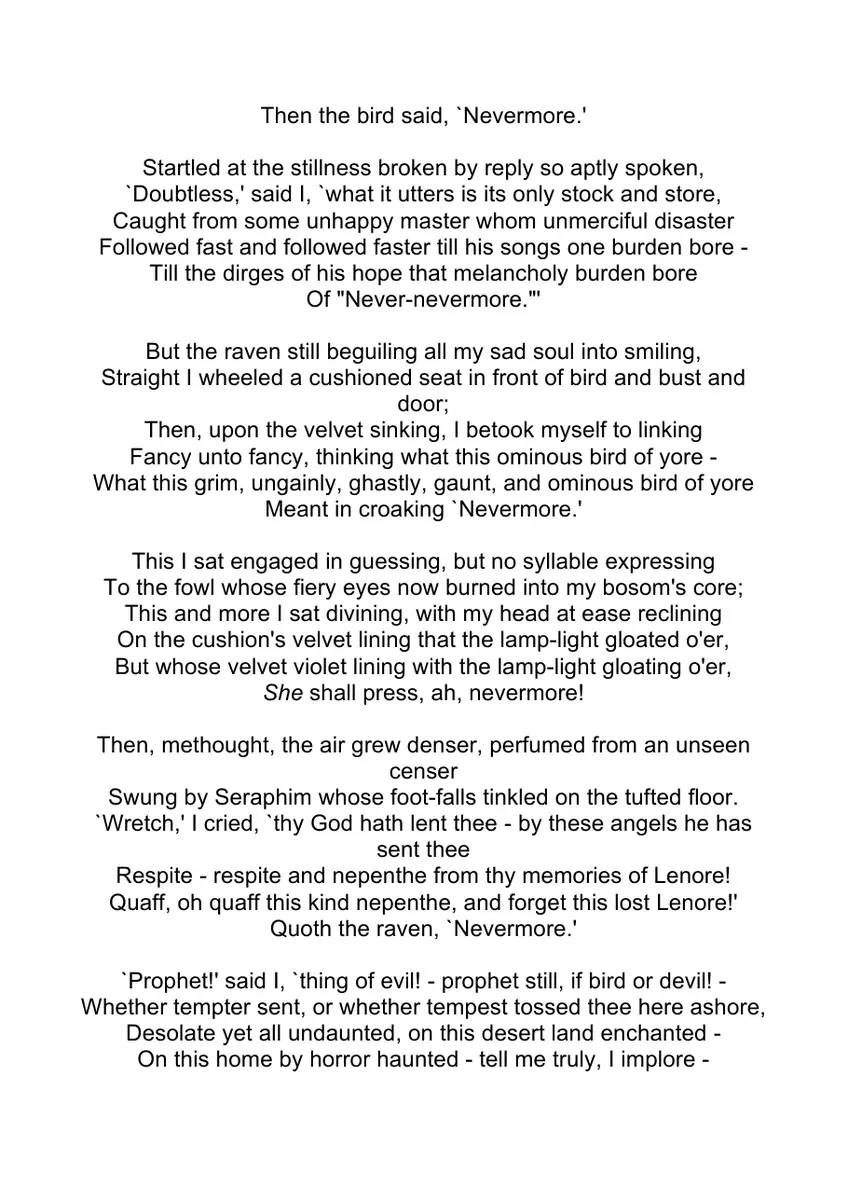 Then the bird said, `Nevermore.'
Startled at the stillness broken by reply so aptly spoken,
`Doubtless,' said I, `what it utters is its only stock and store,
Caught from some unhappy master whom unmerciful disaster
Followed fast and followed faster till his songs one burden bore -
Till the dirges of his hope that melancholy burden bore
Of "Never-nevermore."'
But the raven still beguiling all my sad soul into smiling,
Straight I wheeled a cushioned seat in front of bird and bust and
door;
Then, upon the velvet sinking, I betook myself to linking
Fancy unto fancy, thinking what this ominous bird of yore -
What this grim, ungainly, ghastly, gaunt, and ominous bird of yore
Meant in croaking `Nevermore.'
This I sat engaged in guessing, but no syllable expressing
To the fowl whose fiery eyes now burned into my bosom's core;
This and more I sat divining, with my head at ease reclining
On the cushion's velvet lining that the lamp-light gloated o'er,
But whose velvet violet lining with the lamp-light gloating o'er,
She shall press, ah, nevermore!
Then, methought, the air grew denser, perfumed from an unseen
censer
Swung by Seraphim whose foot-falls tinkled on the tufted floor.
`Wretch,' I cried, `thy God hath lent thee - by these angels he has
sent thee
Respite - respite and nepenthe from thy memories of Lenore!
Quaff, oh quaff this kind nepenthe, and forget this lost Lenore!'
Quoth the raven, `Nevermore.'
`Prophet!' said I, `thing of evil! - prophet still, if bird or devil! -
Whether tempter sent, or whether tempest tossed thee here ashore,
Desolate yet all undaunted, on this desert land enchanted -
On this home by horror haunted - tell me truly, I implore -